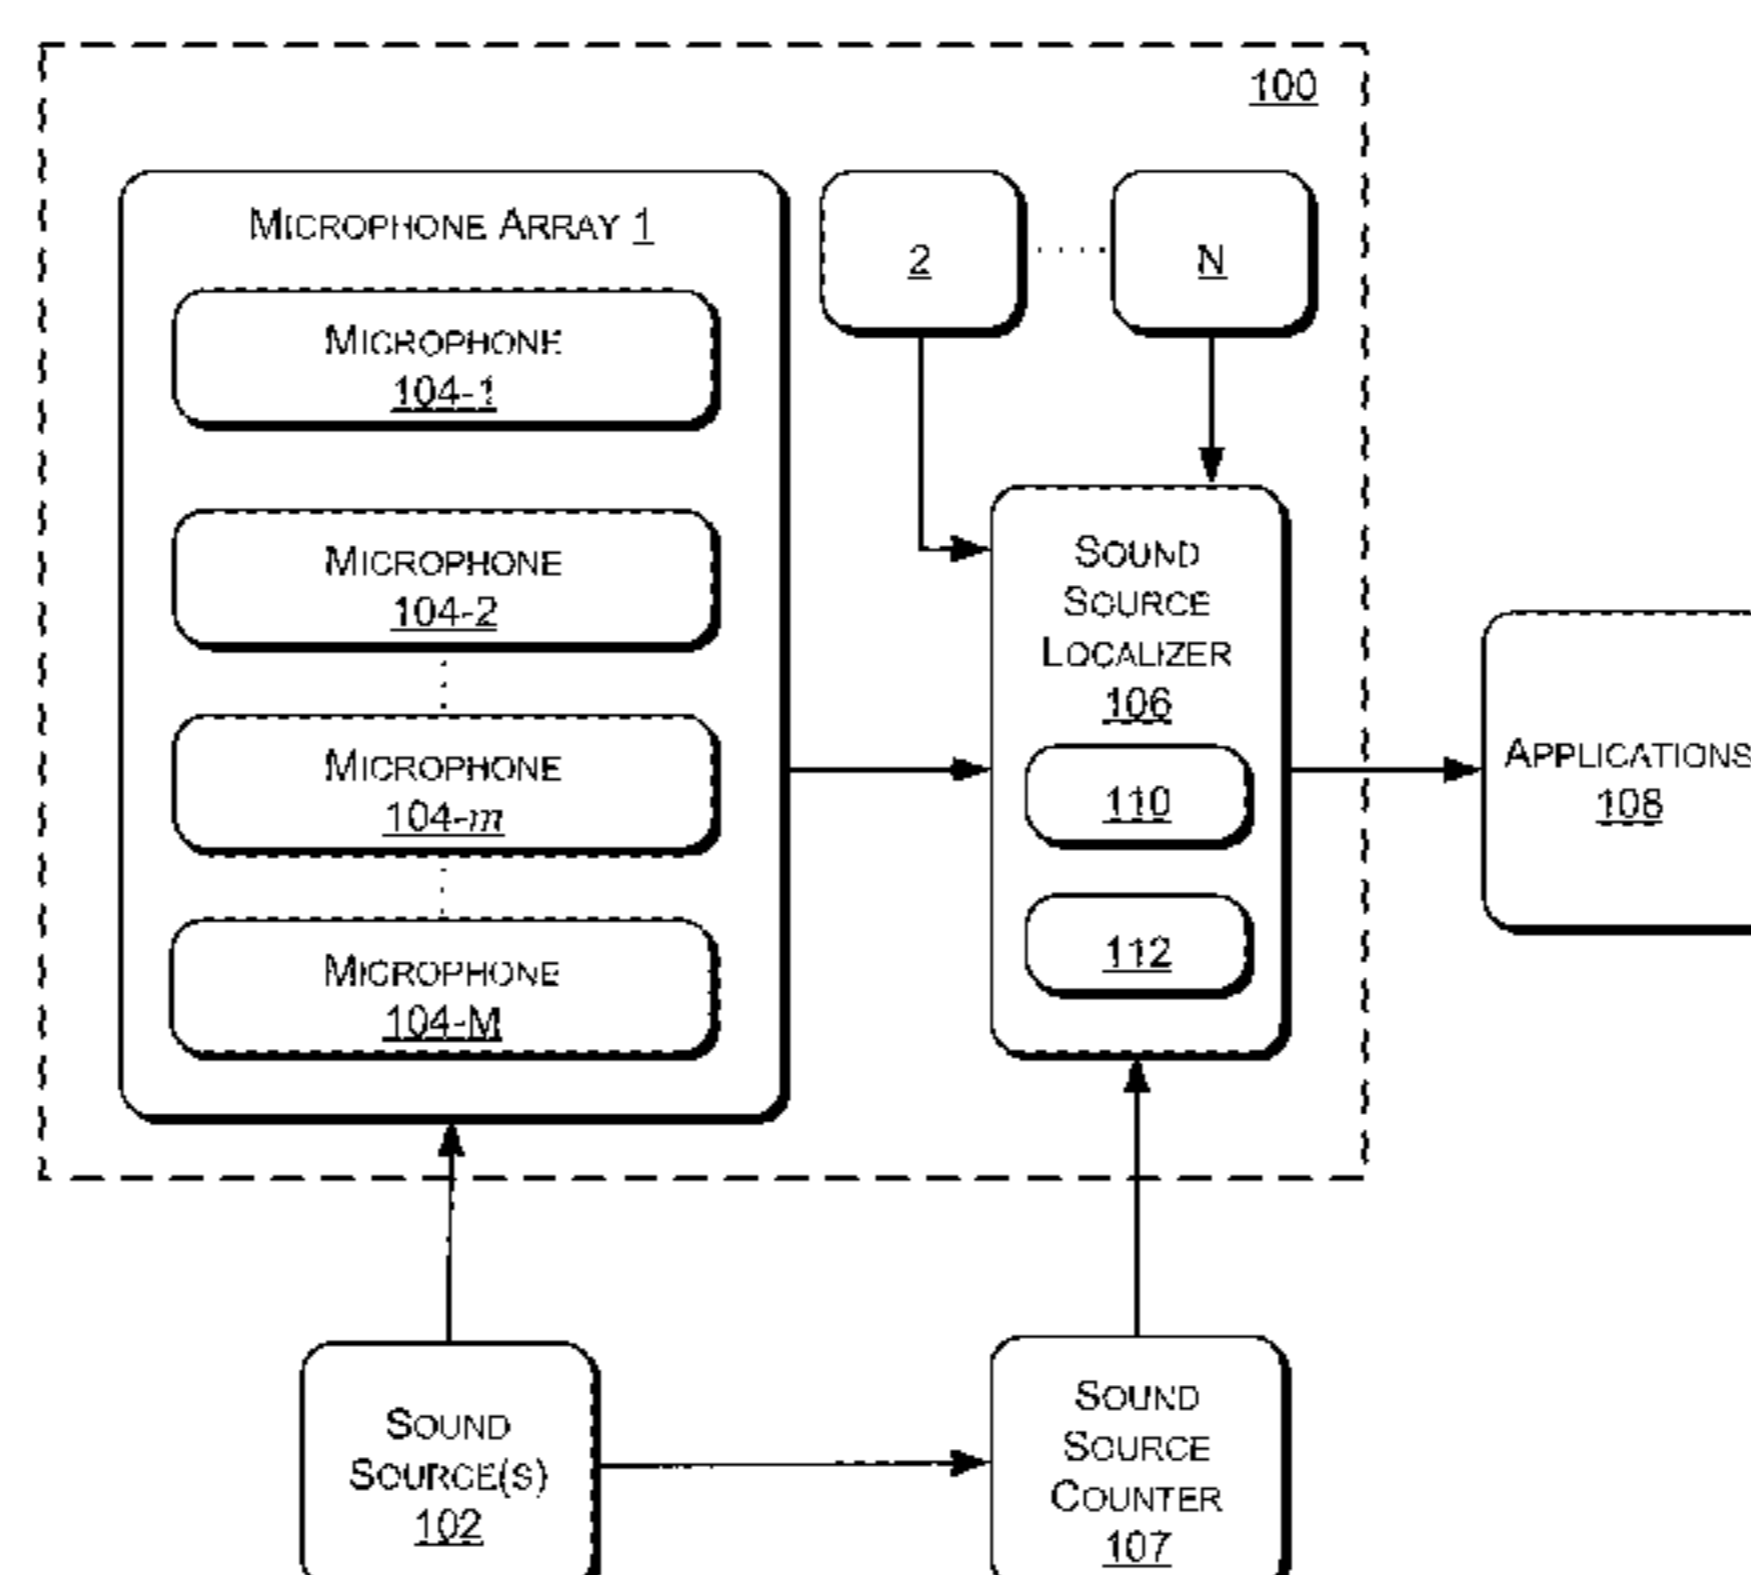 100
MICROPHONE ARRAY 1
2
N
MICROPHONE
104-1
MICROPHONE
104-2
MICROPHONE
104-m
MICROPHONE
104-M
SOUND
SOURCE
LOCALIZER
106
110
112
APPLICATIONS
108
SOUND
SOURCE(S)
102
SOUND
SOURCE
COUNTER
107